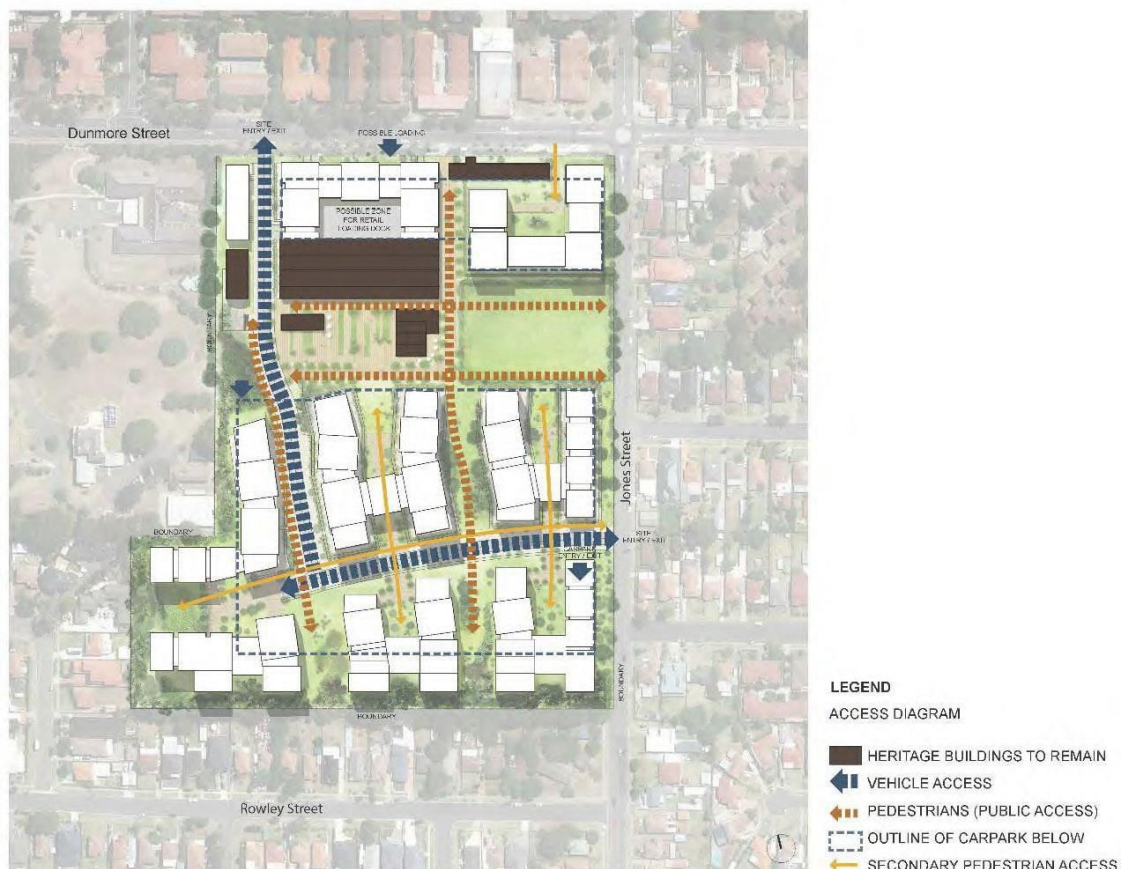 Dunmore Street
SITE
ENTRY / EXIT
POSSIBLE LOADING
POSSIBLE ZONE
FOR RETAIL
LOADING DOCK
BOUNDARY
Jones Street
BOUNDARY
SITE
ENTRY / EXIT
CARPARK
ENTRY / EXIT
BOUNDARY
BOUNDARY
Rowley Street
LEGEND
ACCESS DIAGRAM
HERITAGE BUILDINGS TO REMAIN
VEHICLE ACCESS
PEDESTRIANS (PUBLIC ACCESS)
OUTLINE OF CARPARK BELOW
SECONDARY PEDESTRIAN ACCESS